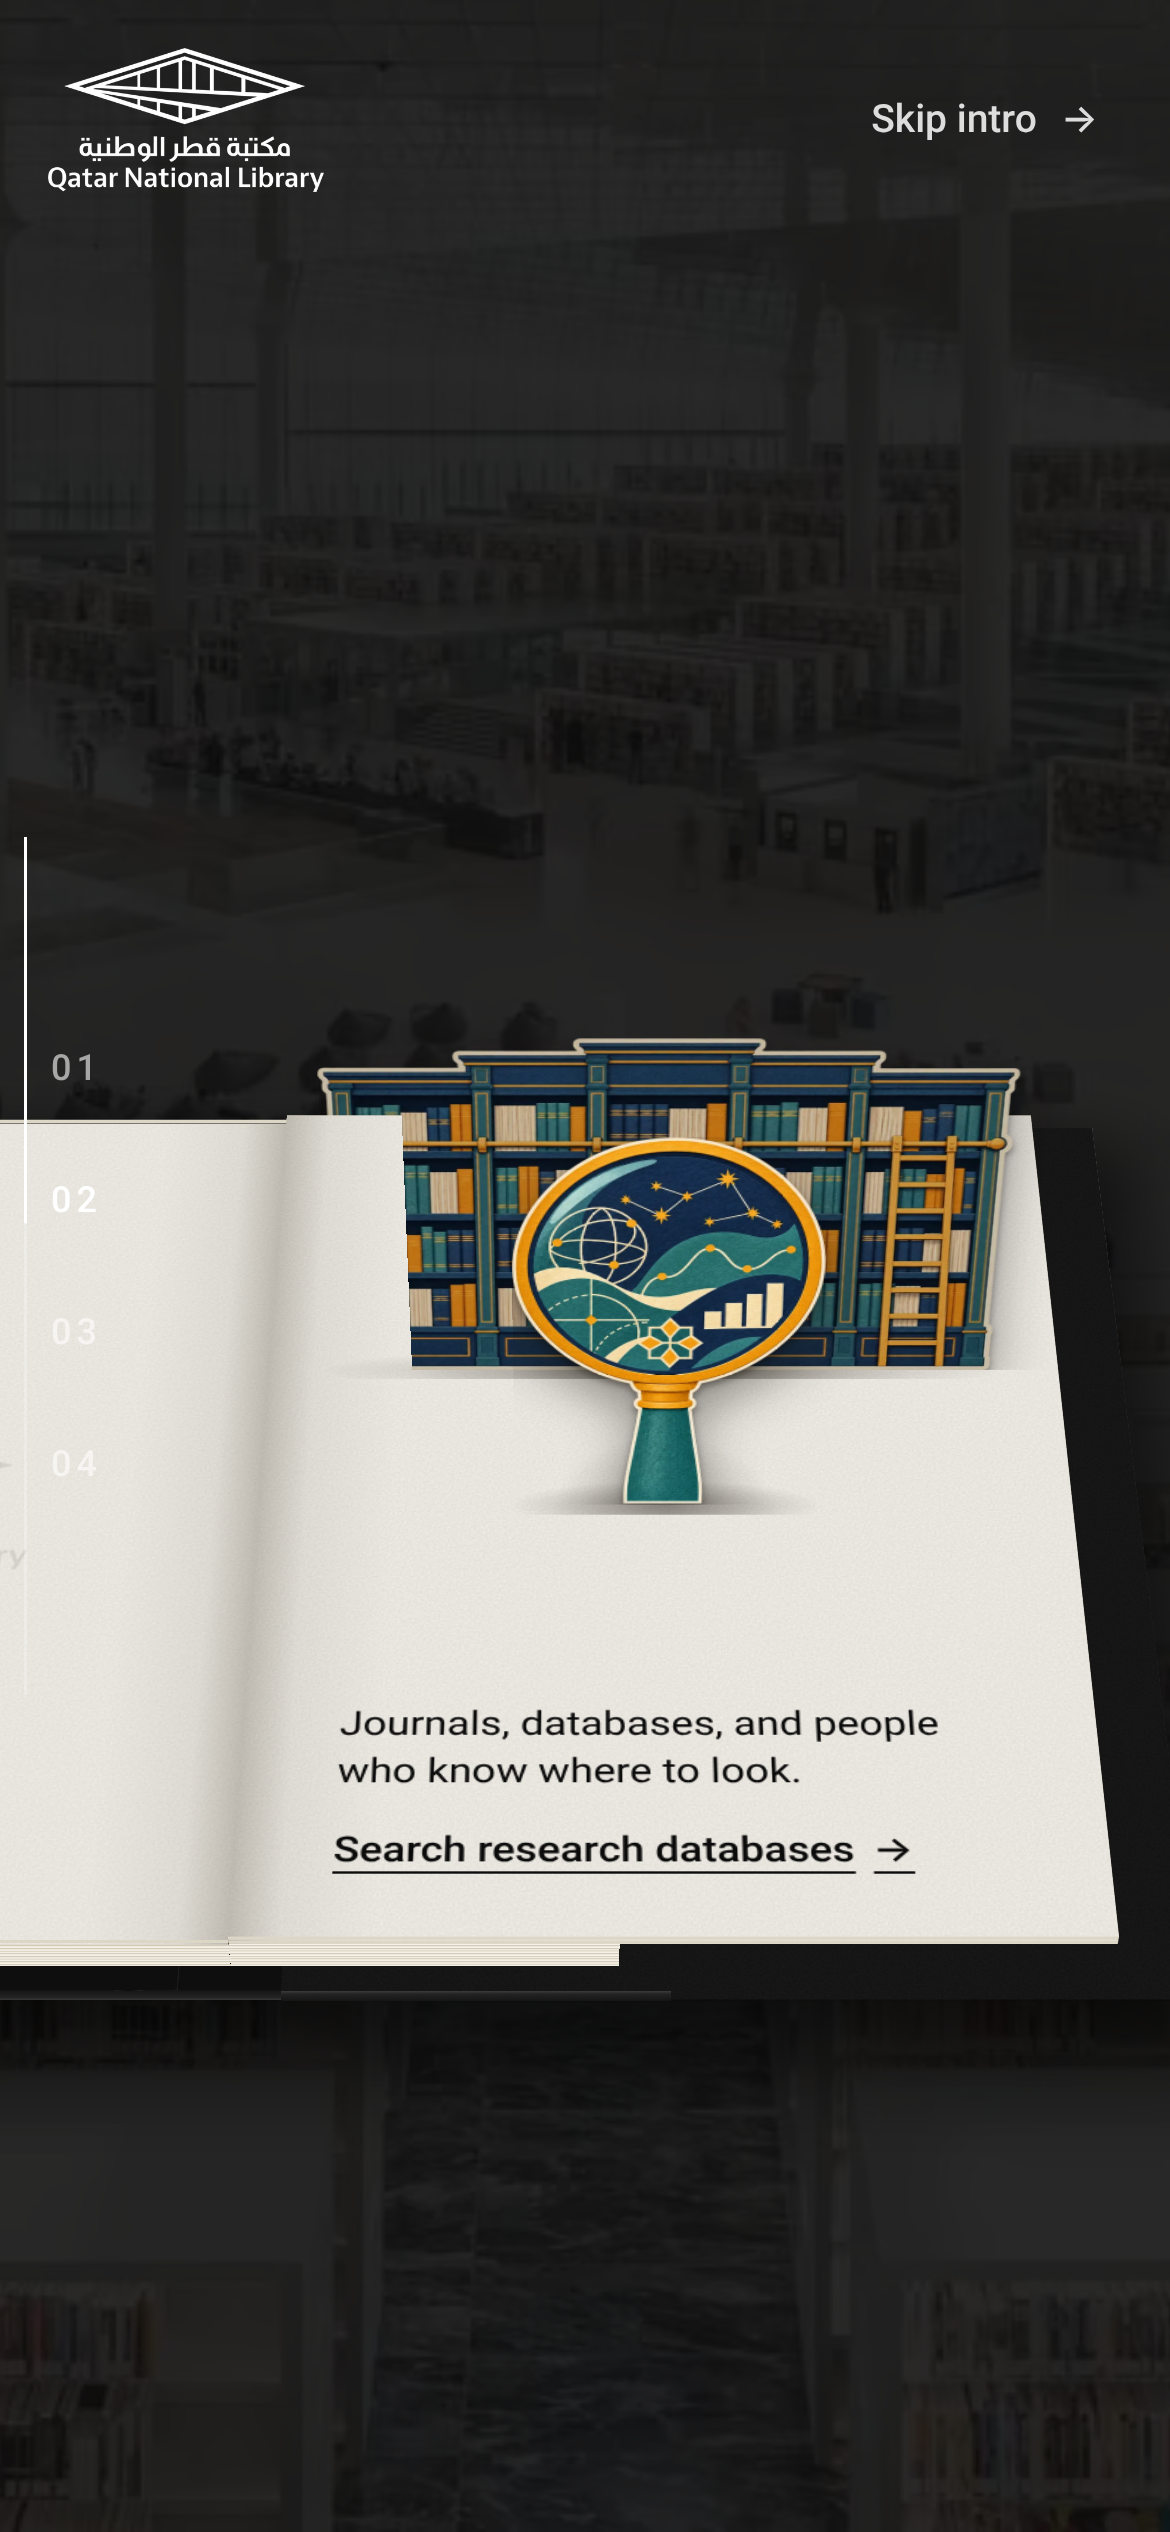 مكتبة قطر الوطنية
Qatar National Library
Skip intro
01
02
03
04
ry
Journals, databases, and people
who know where to look.
Search research databases